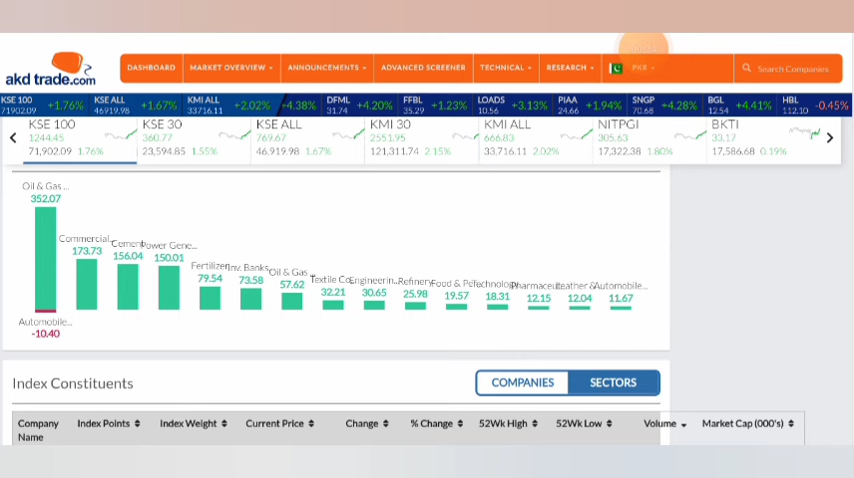 akd trade.com
DASHBOARD MARKET OVERVIEW ANNOUNCEMENTS ADVANCED SCREENER TECHNICAL RESEARCH PKR Search Companies
KSE 100 +1.76% KSE ALL +1.67% KMI ALL +2.02% -4.38% DFML +4.20% FFBL +1.23% LOADS +3.13% PIAA +1.94% SNGP +4.28% BGL +4.41% HBL -0.45%
71902.09 46919.98 33716.11 31.74 35.29 10.56 24.66 70.68 12.54 112.10
KSE 100 KSE 30 KSE ALL KMI 30 KMI ALL NITPGI BKTI
1244.45 360.77 769.67 2551.95 666.83 305.63 33.17
71,902.09 1.76% 23,594.85 1.55% 46,919.98 1.67% 121,311.74 2.15% 33,716.11 2.02% 17,322.38 1.80% 17,586.68 0.19%
Oil & Gas ...
352.07
Commercial... Cement Power Gene...
173.73 156.04 150.01
Fertilizer Inv. Banks Oil & Gas ...
79.54 73.58 57.62
Textile Co Engineerin... Refinery Food & Pe Technolo Pharmaceu Leather & Automobile...
32.21 30.65 25.98 19.57 18.31 12.15 12.04 11.67
Automobile...
-10.40
Index Constituents COMPANIES SECTORS
Company Index Points Index Weight Current Price Change % Change 52Wk High 52Wk Low Volume Market Cap (000's)
Name